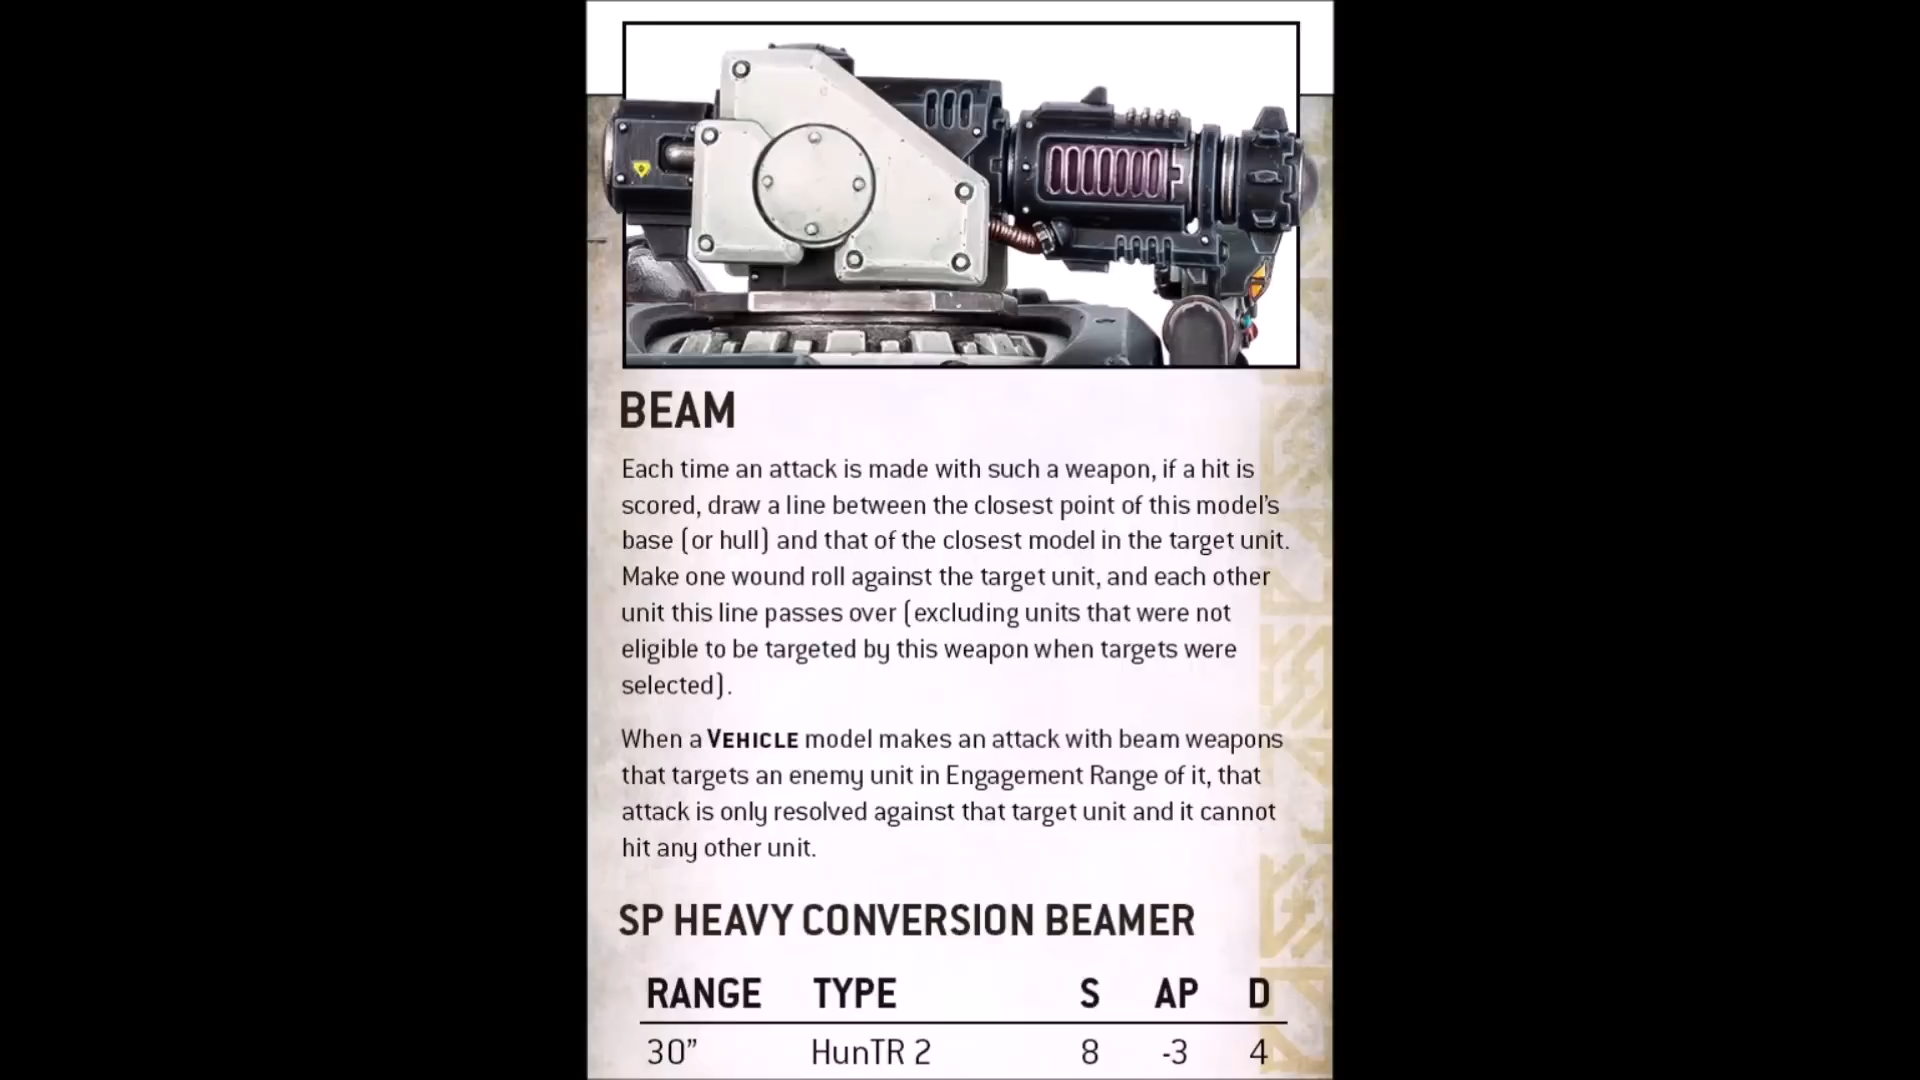 BEAM
Each time an attack is made with such a weapon, if a hit is
scored, draw a line between the closest point of this model's
base (or hull) and that of the closest model in the target unit.
Make one wound roll against the target unit, and each other
unit this line passes over (excluding units that were not
eligible to be targeted by this weapon when targets were
selected).
When a VEHICLE model makes an attack with beam weapons
that targets an enemy unit in Engagement Range of it, that
attack is only resolved against that target unit and it cannot
hit any other unit.
SP HEAVY CONVERSION BEAMER
RANGE TYPE S AP D
30” HunTR 2 8 -3 4